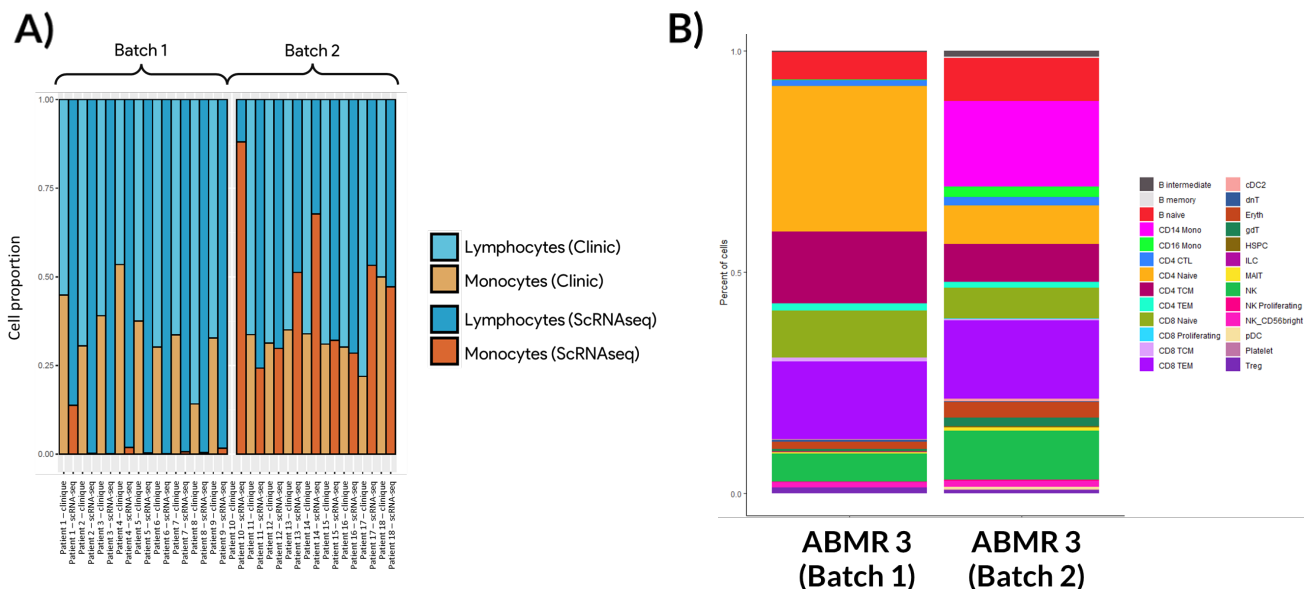 A)
Batch 1
Batch 2
Cell proportion
1.00
0.75
0.50
0.25
0.00
Patient 1 – clinique
Patient 1 – scRNA-seq
Patient 2 – clinique
Patient 2 – scRNA-seq
Patient 3 – clinique
Patient 3 – scRNA-seq
Patient 4 – clinique
Patient 4 – scRNA-seq
Patient 5 – clinique
Patient 5 – scRNA-seq
Patient 6 – clinique
Patient 6 – scRNA-seq
Patient 7 – clinique
Patient 7 – scRNA-seq
Patient 8 – clinique
Patient 8 – scRNA-seq
Patient 9 – clinique
Patient 9 – scRNA-seq
Patient 10 – clinique
Patient 10 – scRNA-seq
Patient 11 – clinique
Patient 11 – scRNA-seq
Patient 12 – clinique
Patient 12 – scRNA-seq
Patient 13 – clinique
Patient 13 – scRNA-seq
Patient 14 – clinique
Patient 14 – scRNA-seq
Patient 15 – clinique
Patient 15 – scRNA-seq
Patient 16 – clinique
Patient 16 – scRNA-seq
Patient 17 – clinique
Patient 17 – scRNA-seq
Patient 18 – clinique
Patient 18 – scRNA-seq
Lymphocytes (Clinic)
Monocytes (Clinic)
Lymphocytes (ScRNAseq)
Monocytes (ScRNAseq)
B)
Percent of cells
1.0
0.5
0.0
ABMR 3
(Batch 1)
ABMR 3
(Batch 2)
B intermediate
B memory
B naive
CD14 Mono
CD16 Mono
CD4 CTL
CD4 Naive
CD4 TCM
CD4 TEM
CD8 Naive
CD8 Proliferating
CD8 TCM
CD8 TEM
cDC2
dnT
Eryth
gdT
HSPC
ILC
MAIT
NK
NK Proliferating
NK_CD56bright
pDC
Platelet
Treg